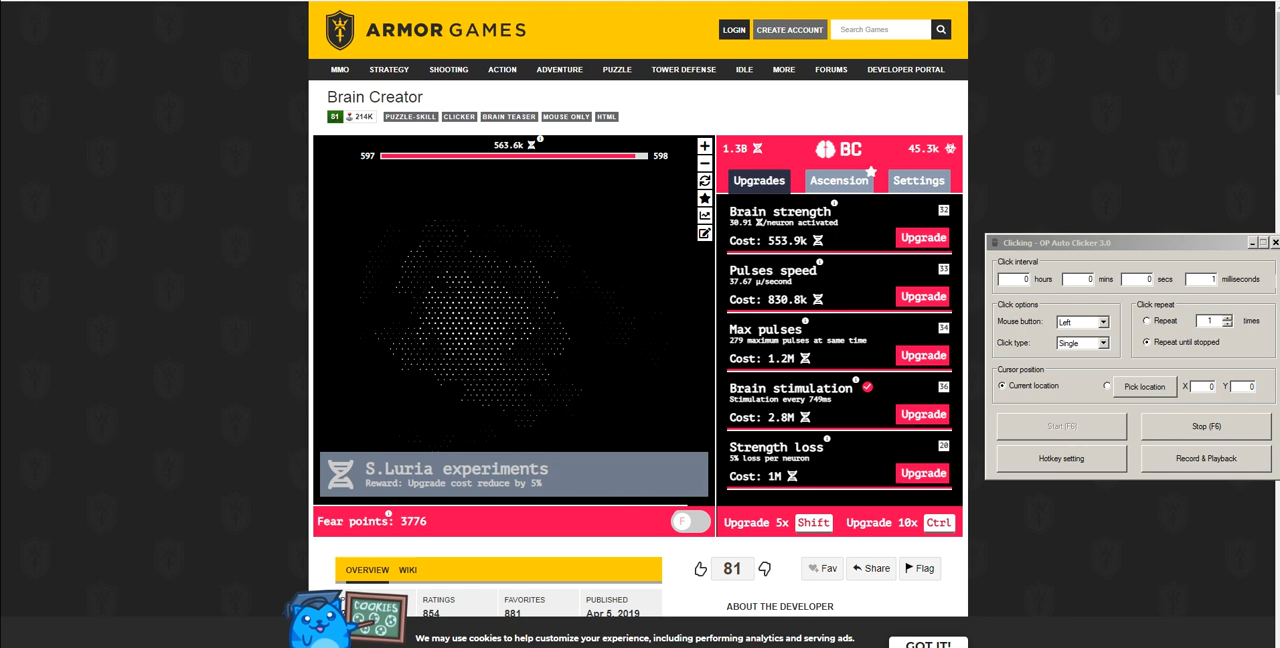 ARMOR GAMES
LOGIN
CREATE ACCOUNT
Search Games
MMO STRATEGY SHOOTING ACTION ADVENTURE PUZZLE TOWER DEFENSE IDLE MORE FORUMS DEVELOPER PORTAL
Brain Creator
81 214K PUZZLE-SKILL CLICKER BRAIN TEASER MOUSE ONLY HTML
563.6k
597 598
S.Luria experiments
Reward: Upgrade cost reduce by 5%
Fear points: 3776
F
1.3B BC 45.3k
Upgrades Ascension Settings
Brain strength 32
30.91 /neuron activated
Cost: 553.9k Upgrade
Pulses speed 33
37.67 µ/second
Cost: 830.8k Upgrade
Max pulses 34
279 maximum pulses at same time
Cost: 1.2M Upgrade
Brain stimulation 36
Stimulation every 749ms
Cost: 2.8M Upgrade
Strength loss 20
5% loss per neuron
Cost: 1M Upgrade
Upgrade 5x Shift Upgrade 10x Ctrl
Clicking - OP Auto Clicker 3.0
Click interval
0 hours 0 mins 0 secs 1 milliseconds
Click options
Mouse button: Left
Click type: Single
Click repeat
Repeat 1 times
Repeat until stopped
Cursor position
Current location Pick location X 0 Y 0
Start (F6) Stop (F6)
Hotkey setting Record & Playback
OVERVIEW WIKI
81
Fav Share Flag
RATINGS FAVORITES PUBLISHED
854 881 Apr 5, 2019
ABOUT THE DEVELOPER
COOKIES
We may use cookies to help customize your experience, including performing analytics and serving ads.
GOT IT!